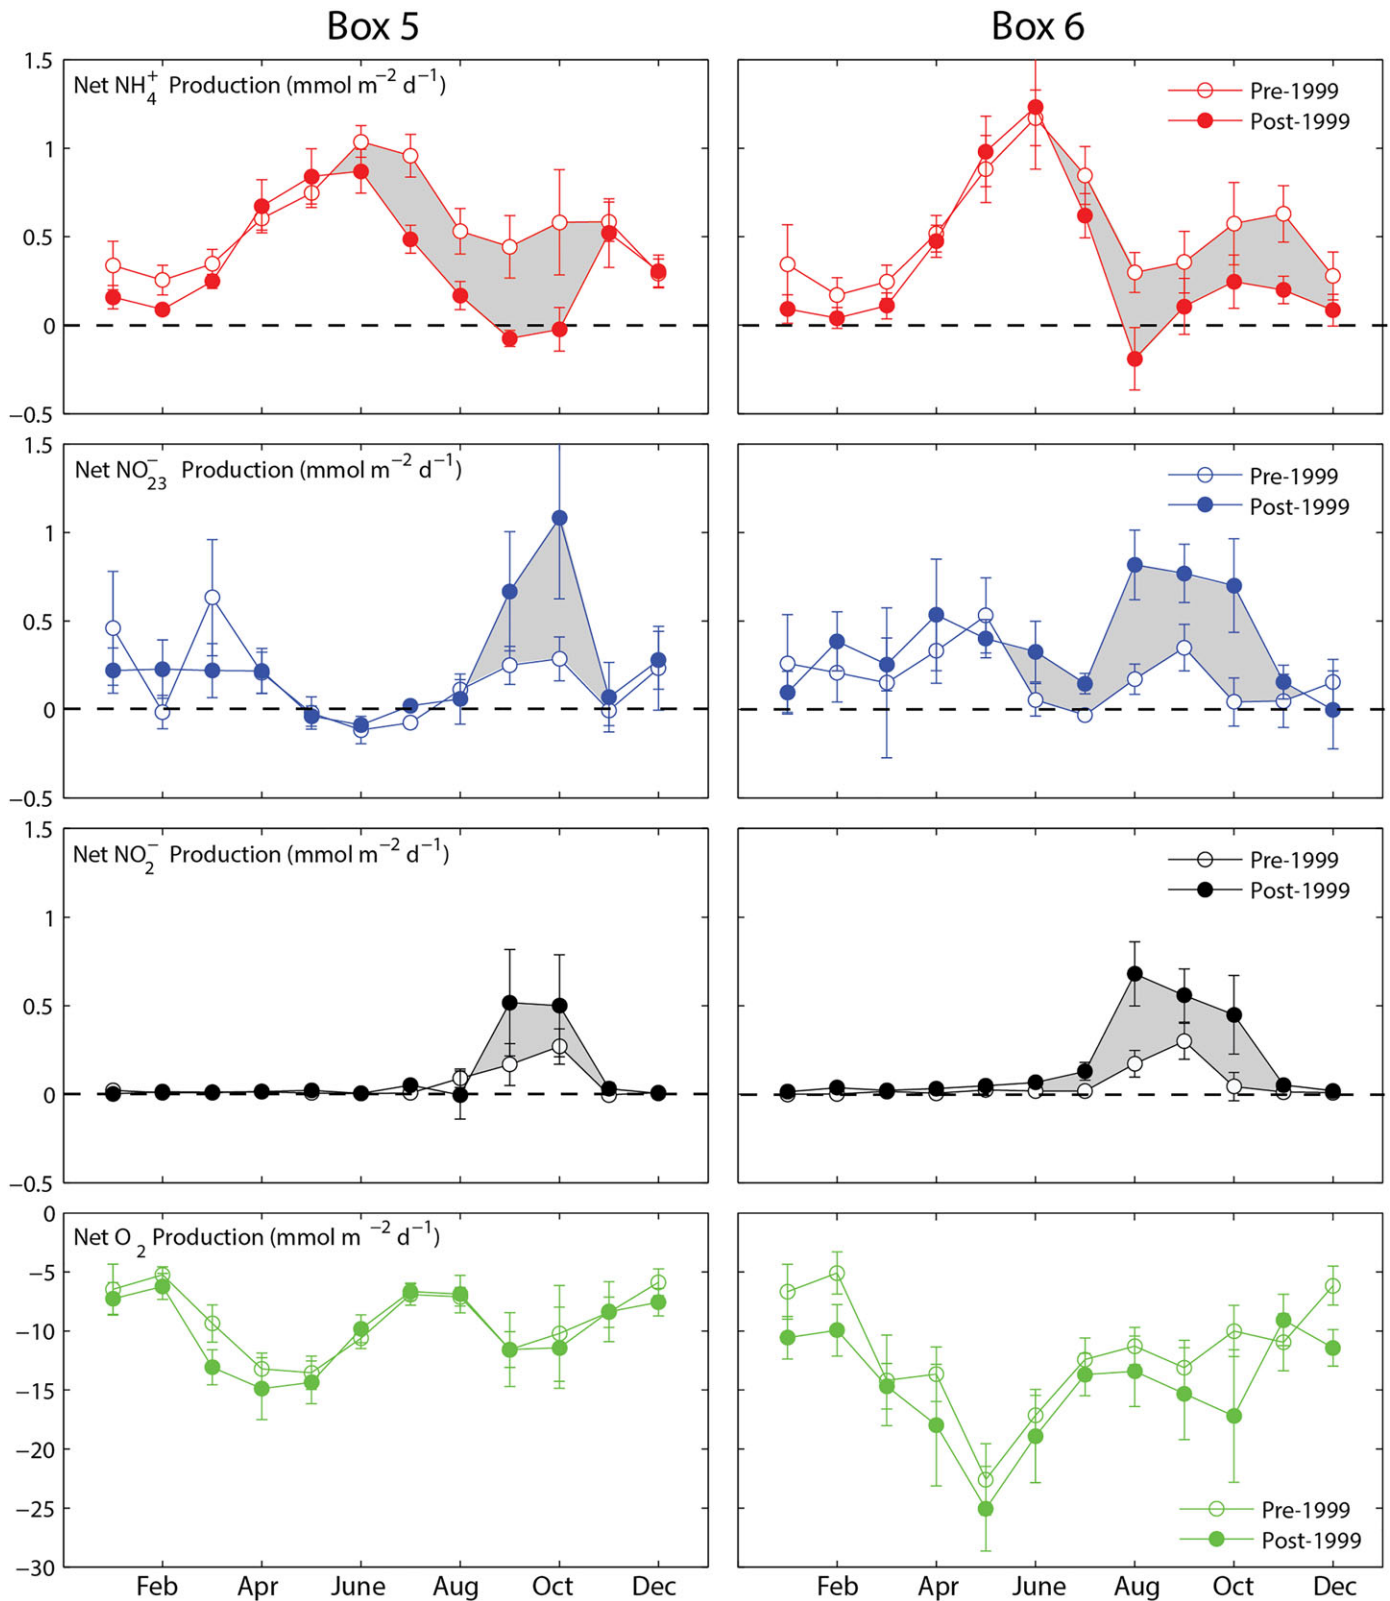 Box 5
Box 6
Net NH₄⁺ Production (mmol m⁻² d⁻¹)
1.5
1
0.5
0
−0.5
Pre-1999
Post-1999
Net NO₂₃⁻ Production (mmol m⁻² d⁻¹)
1.5
1
0.5
0
−0.5
Pre-1999
Post-1999
Net NO₂⁻ Production (mmol m⁻² d⁻¹)
1.5
1
0.5
0
−0.5
Pre-1999
Post-1999
Net O₂ Production (mmol m⁻² d⁻¹)
0
−5
−10
−15
−20
−25
−30
Pre-1999
Post-1999
Feb Apr June Aug Oct Dec
Feb Apr June Aug Oct Dec